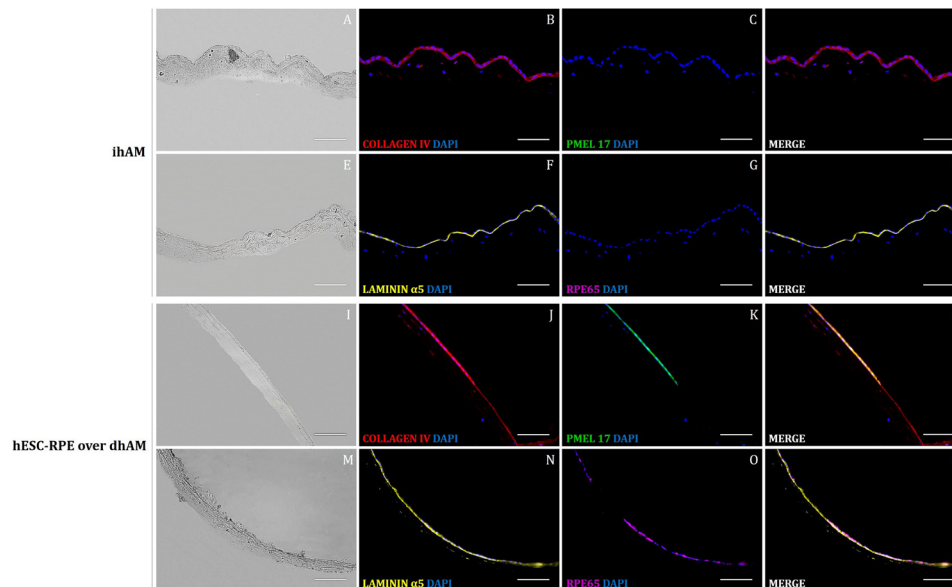 A B C
ihAM
COLLAGEN IV DAPI PMEL 17 DAPI MERGE
E F G
LAMININ α5 DAPI RPE65 DAPI MERGE
I J K
hESC-RPE over dhAM
COLLAGEN IV DAPI PMEL 17 DAPI MERGE
M N O
LAMININ α5 DAPI RPE65 DAPI MERGE